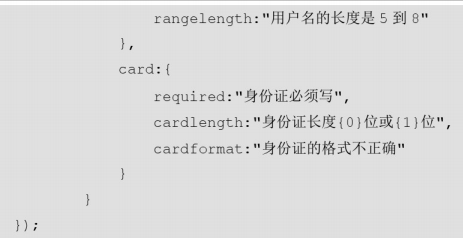 rangelength:"用户名的长度是 5 到 8"
},
card:{
required:"身份证必须写",
cardlength:"身份证长度{0}位或{1}位",
cardformat:"身份证的格式不正确"
}
}
});